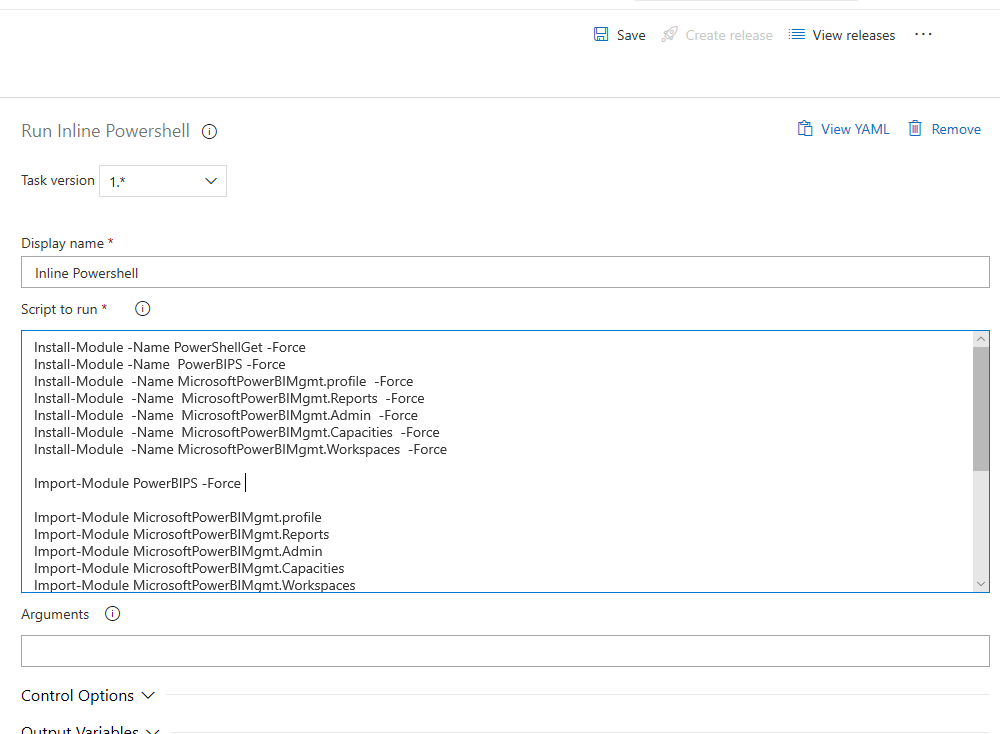 Save Create release View releases ...
Run Inline Powershell
View YAML Remove
Task version 1.*
Display name *
Inline Powershell
Script to run *
Install-Module -Name PowerShellGet -Force
Install-Module -Name  PowerBIPS -Force
Install-Module  -Name MicrosoftPowerBIMgmt.profile  -Force
Install-Module  -Name  MicrosoftPowerBIMgmt.Reports  -Force
Install-Module  -Name  MicrosoftPowerBIMgmt.Admin  -Force
Install-Module  -Name  MicrosoftPowerBIMgmt.Capacities  -Force
Install-Module  -Name MicrosoftPowerBIMgmt.Workspaces  -Force
Import-Module PowerBIPS -Force
Import-Module MicrosoftPowerBIMgmt.profile
Import-Module MicrosoftPowerBIMgmt.Reports
Import-Module MicrosoftPowerBIMgmt.Admin
Import-Module MicrosoftPowerBIMgmt.Capacities
Import-Module MicrosoftPowerBIMgmt.Workspaces
Arguments
Control Options
Output Variables